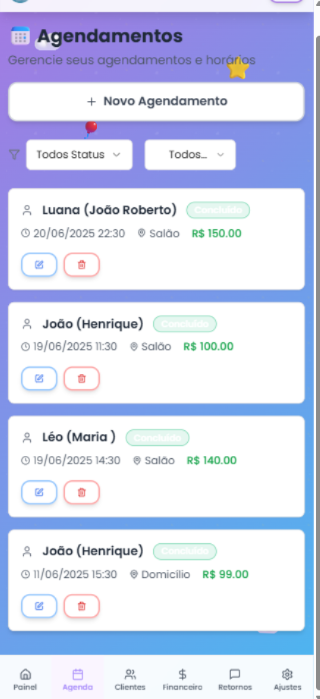 Agendamentos
Gerencie seus agendamentos e horários
+ Novo Agendamento
Todos Status
Todos...
Luana (João Roberto) Concluído
20/06/2025 22:30 Salão R$ 150.00
João (Henrique) Concluído
19/06/2025 11:30 Salão R$ 100.00
Léo (Maria ) Concluído
19/06/2025 14:30 Salão R$ 140.00
João (Henrique) Concluído
11/06/2025 15:30 Domicílio R$ 99.00
Painel Agenda Clientes Financeiro Retornos Ajustes